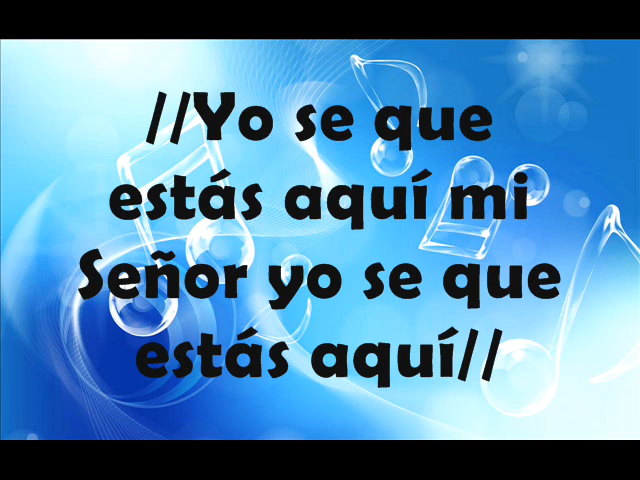 //Yo se que
estás aquí mi
Señor yo se que
estás aquí//